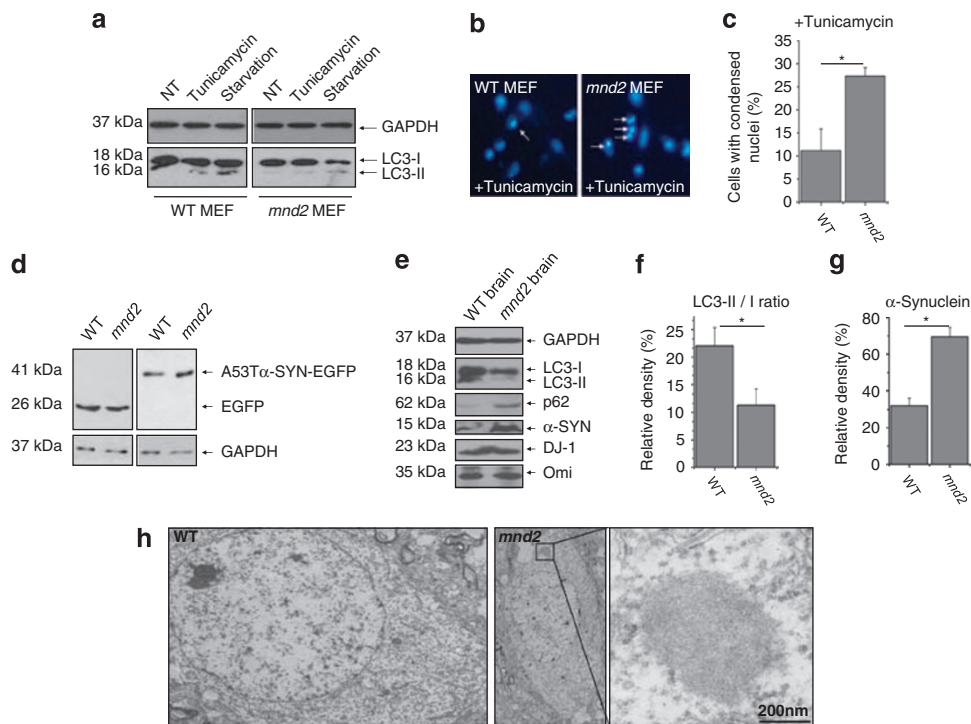 a
NT
Tunicamycin
Starvation
NT
Tunicamycin
Starvation
37 kDa
GAPDH
18 kDa
LC3-I
16 kDa
LC3-II
WT MEF
mnd2 MEF
b
WT MEF
+Tunicamycin
mnd2 MEF
+Tunicamycin
c
+Tunicamycin
Cells with condensed
nuclei (%)
35
30
25
20
15
10
5
0
WT
mnd2
d
WT
mnd2
WT
mnd2
41 kDa
A53Tα-SYN-EGFP
26 kDa
EGFP
37 kDa
GAPDH
e
WT brain
mnd2 brain
37 kDa
GAPDH
18 kDa
LC3-I
16 kDa
LC3-II
62 kDa
p62
15 kDa
α-SYN
23 kDa
DJ-1
35 kDa
Omi
f
LC3-II / I ratio
*
Relative density (%)
25
20
15
10
5
0
WT
mnd2
g
α-Synuclein
*
Relative density (%)
80
60
40
20
0
WT
mnd2
h
WT
mnd2
200nm